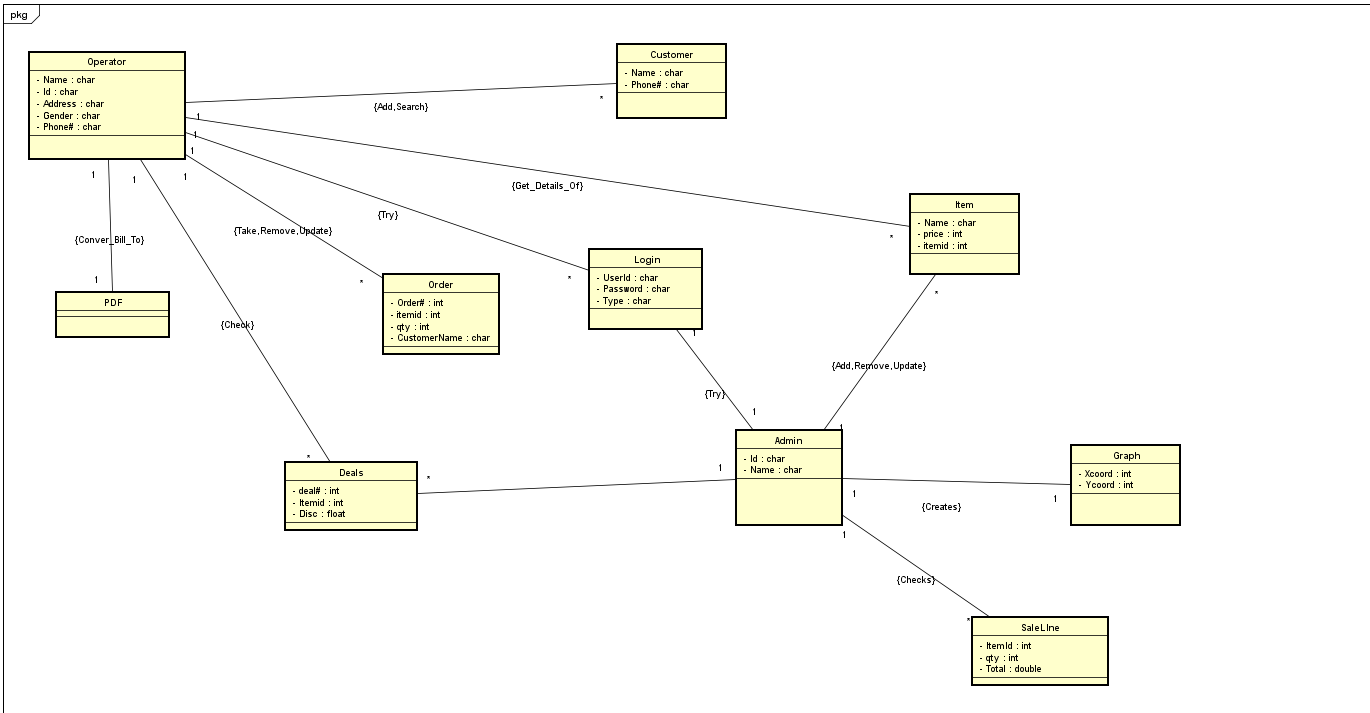 pkg
Operator
- Name : char
- Id : char
- Address : char
- Gender : char
- Phone# : char
Customer
- Name : char
- Phone# : char
{Add,Search}
*
1
1
1
1
1
1
{Get_Details_Of}
*
{Try}
*
{Take,Remove,Update}
*
{Conver_Bill_To}
1
{Check}
*
Item
- Name : char
- price : int
- itemid : int
*
Login
- UserId : char
- Password : char
- Type : char
1
Order
- Order# : int
- itemid : int
- qty : int
- CustomerName : char
PDF
{Add,Remove,Update}
{Try}
1
1
Admin
- Id : char
- Name : char
1
1
1
Graph
- Xcoord : int
- Ycoord : int
{Creates}
1
Deals
- deal# : int
- Itemid : int
- Disc : float
*
{Checks}
*
SaleLIne
- ItemId : int
- qty : int
- Total : double